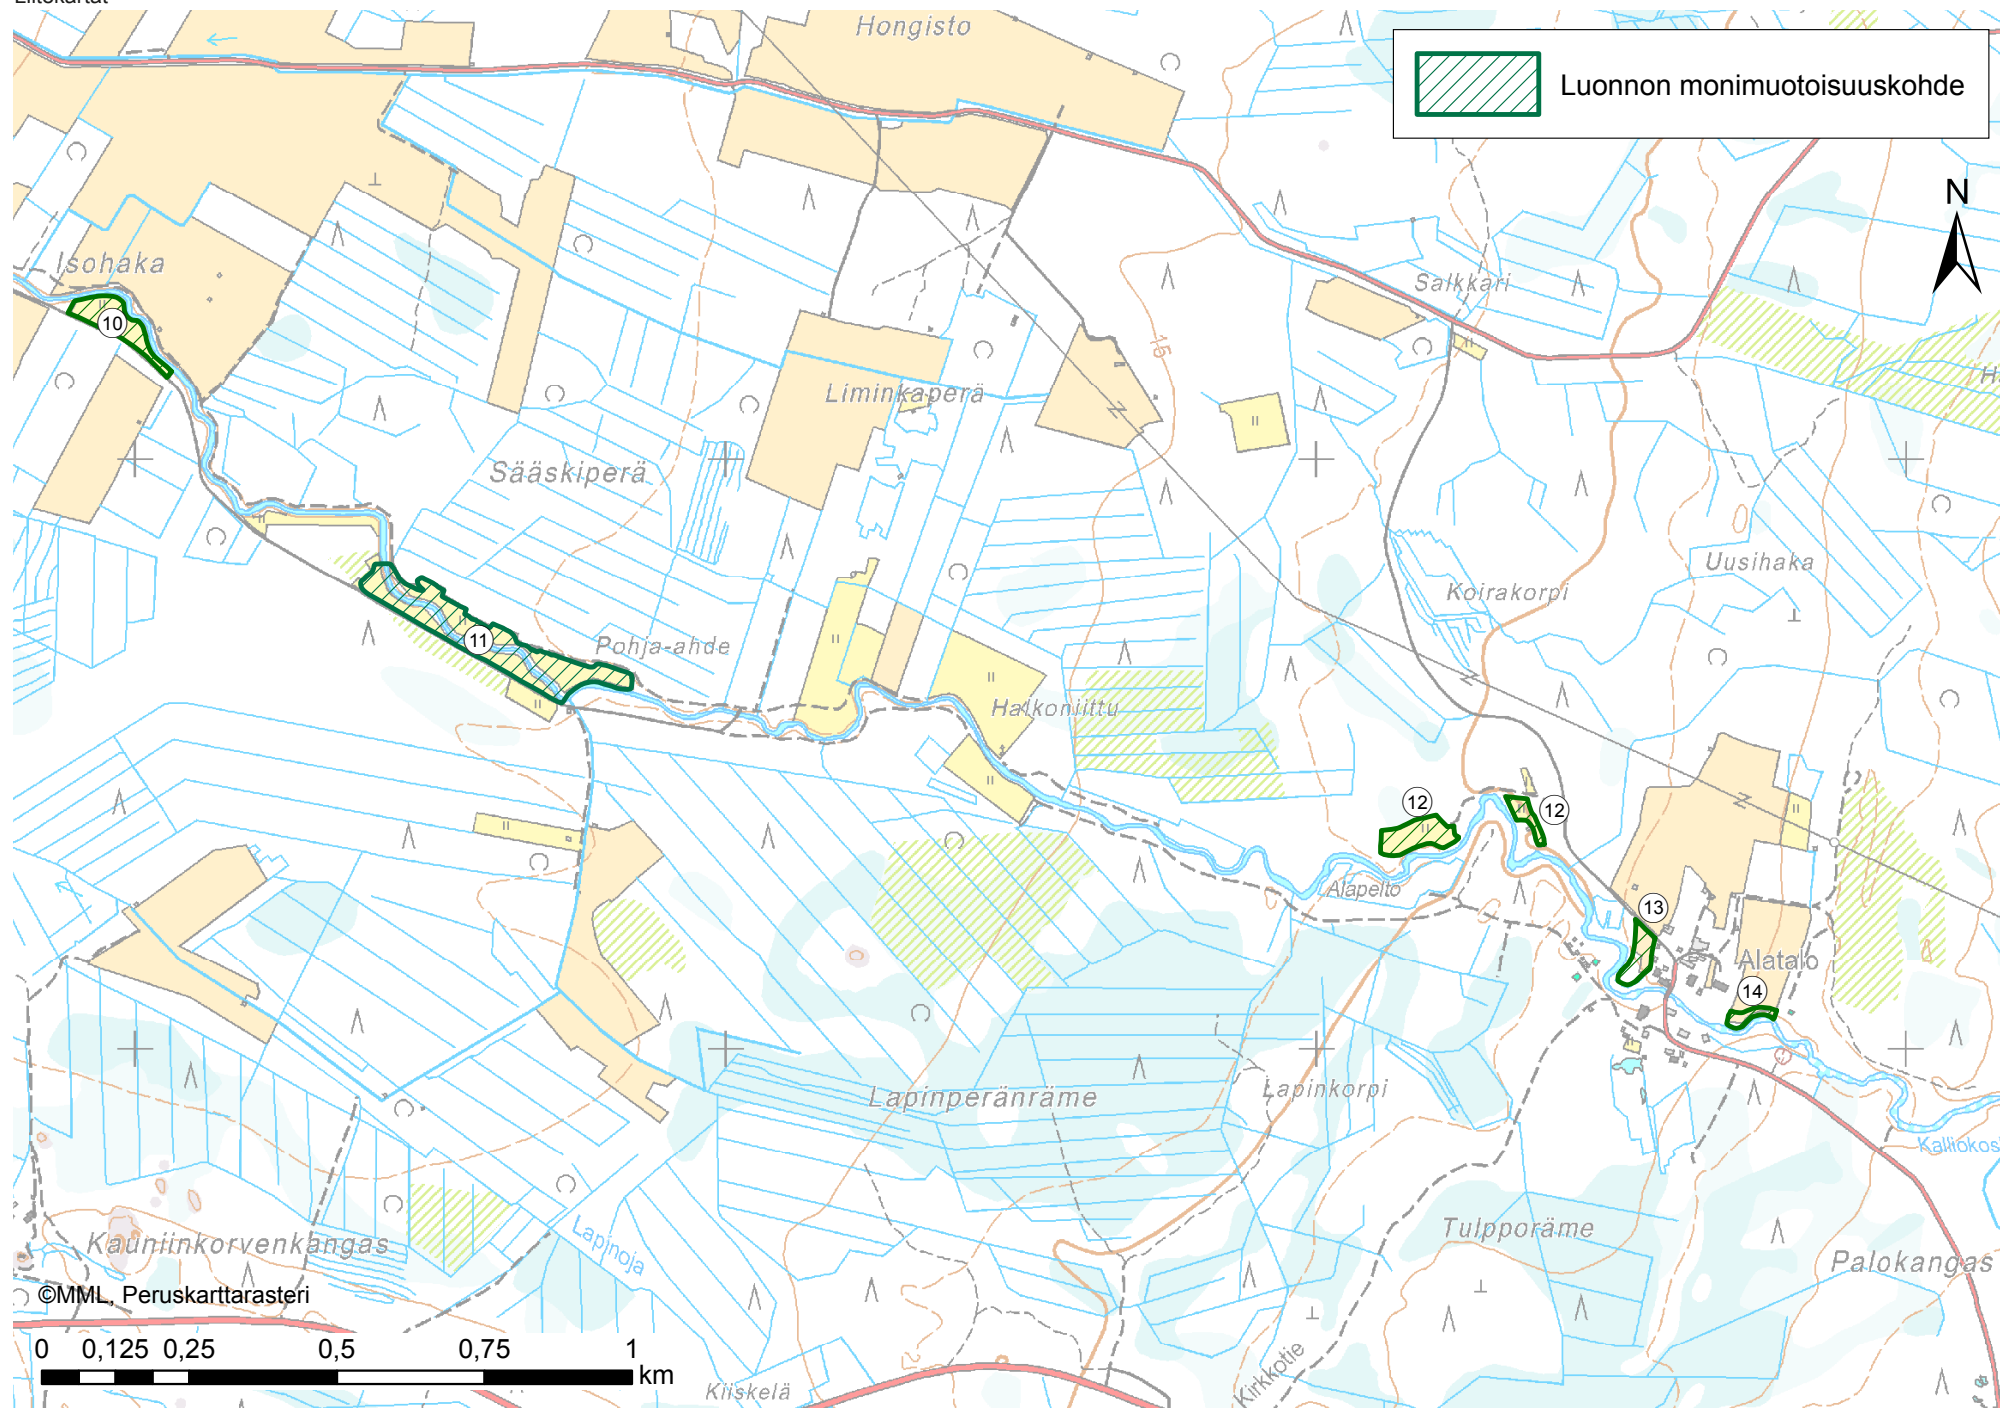 Liitekartat
Hongisto
Luonnon monimuotoisuuskohde
N
Isohaka
Salkkari
10
15
Liminkaperä
Sääskiperä
Uusihaka
Koirakorpi
11
Pohja-ahde
Halkoniittu
12
12
Alapelto
13
Alatalo
14
Lapinperänräme
Lapinkorpi
Kalliokos
Lapinoja
Tulpporäme
Kauniinkorvenkangas
Palokangas
©MML, Peruskarttarasteri
0 0,125 0,25 0,5 0,75 1
km
Kirkkotie
Kiiskelä